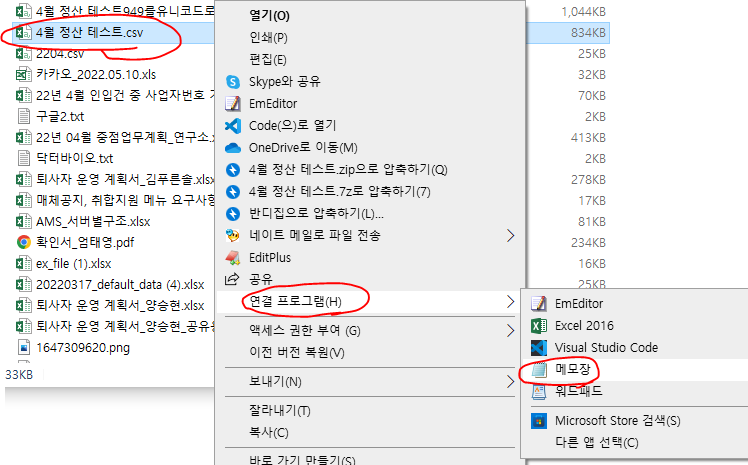 4월 정산 테스트949를유니코드로
1,044KB
4월 정산 테스트.csv
834KB
2204.csv
25KB
카카오_2022.05.10.xls
32KB
22년 4월 인입건 중 사업자번호
70KB
구글2.txt
2KB
22년 04월 중점업무계획_연구소.x
413KB
닥터바이오.txt
2KB
퇴사자 운영 계획서_김푸른솔.xlsx
278KB
매체공지, 취합지원 메뉴 요구사항
17KB
AMS_서버별구조.xlsx
81KB
확인서_엄태영.pdf
234KB
ex_file (1).xlsx
16KB
20220317_default_data (4).xlsx
25KB
퇴사자 운영 계획서_양승현.xlsx
퇴사자 운영 계획서_양승현_공유용
1647309620.png
33KB
열기(O)
인쇄(P)
편집(E)
Skype와 공유
EmEditor
Code(으)로 열기
OneDrive로 이동(M)
4월 정산 테스트.zip으로 압축하기(Q)
4월 정산 테스트.7z로 압축하기(7)
반디집으로 압축하기(L)...
네이트 메일로 파일 전송
EditPlus
공유
연결 프로그램(H)
액세스 권한 부여 (G)
이전 버전 복원(V)
보내기(N)
잘라내기(T)
복사(C)
바로 가기 만들기(S)
EmEditor
Excel 2016
Visual Studio Code
메모장
워드패드
Microsoft Store 검색(S)
다른 앱 선택(C)